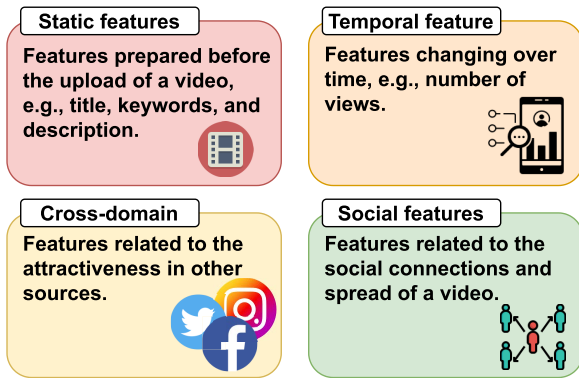 Static features
Features prepared before
the upload of a video,
e.g., title, keywords, and
description.
Temporal feature
Features changing over
time, e.g., number of
views.
Cross-domain
Features related to the
attractiveness in other
sources.
Social features
Features related to the
social connections and
spread of a video.